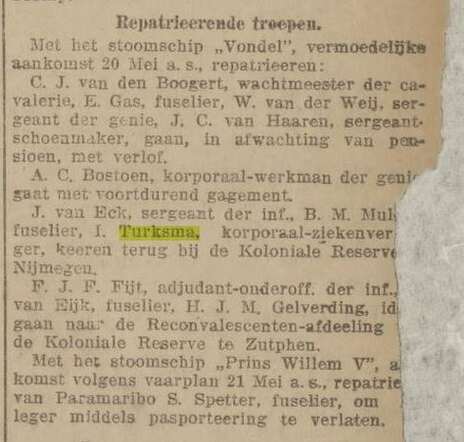 Repatrieerende troepen.
Met het stoomschip „Vondel”, vermoedelijke
aankomst 20 Mei a. s., repatrieeren:
C. J. van den Boogert, wachtmeester der ca-
valerie, E. Gas, fuselier, W. van der Weij, ser-
geant der genie, J. C. van Haaren, sergeant-
schoenmaker, gaan, in afwachting van pen-
sioen, met verlof.
A. C. Bostoen, korporaal-werkman der genie
gaat met voortdurend gagement.
J. van Eck, sergeant der inf., B. M. Mul
fuselier, I. Turksma, korporaal-ziekenver
ger, keeren terug bij de Koloniale Reserve
Nijmegen.
F. J. F. Fijt, adjudant-onderoff. der inf.,
van Eijk, fuselier, H. J. M. Gelverding, id
gaan naar de Reconvalescenten-afdeeling
de Koloniale Reserve te Zutphen.
Met het stoomschip „Prins Willem V”, a
komst volgens vaarplan 21 Mei a. s., repatrie
van Paramaribo S. Spetter, fuselier, om
leger middels pasporteering te verlaten.